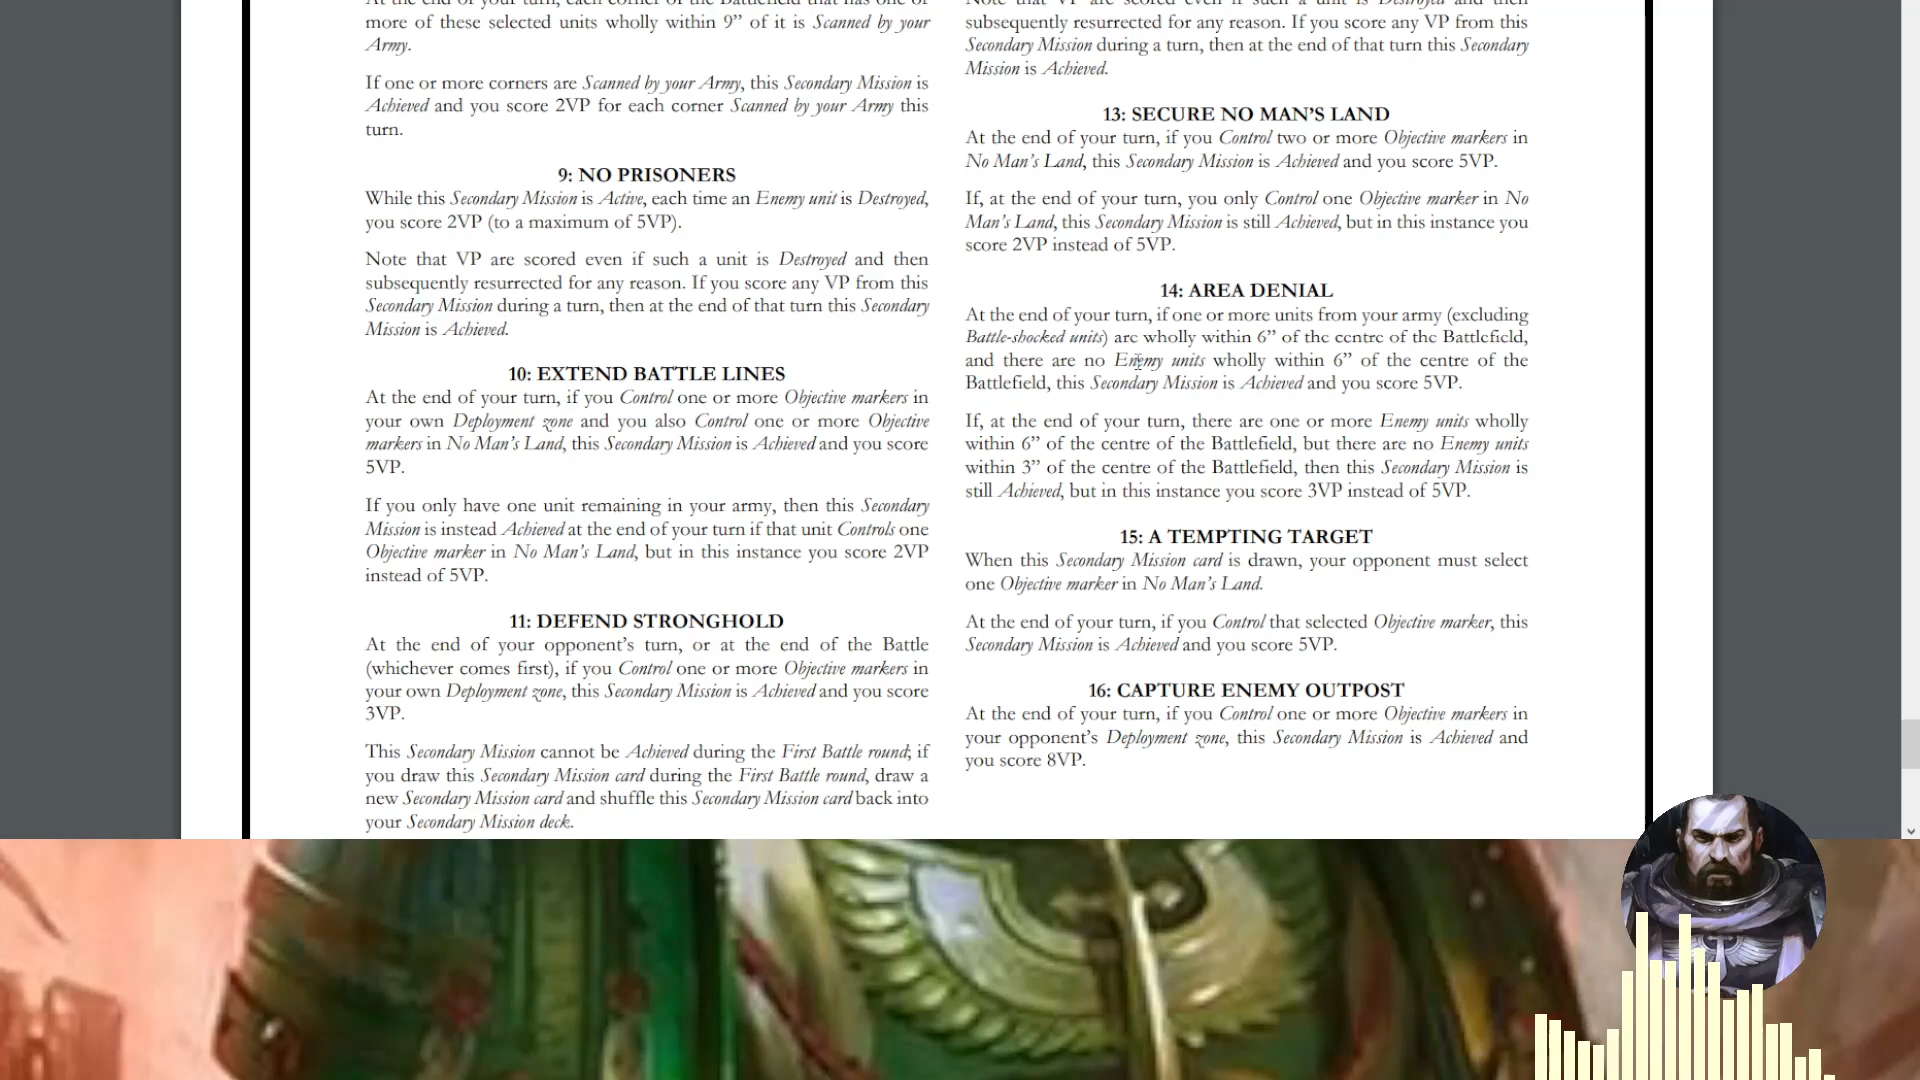 more of these selected units wholly within 9” of it is Scanned by your
Army.
If one or more corners are Scanned by your Army, this Secondary Mission is
Achieved and you score 2VP for each corner Scanned by your Army this
turn.
9: NO PRISONERS
While this Secondary Mission is Active, each time an Enemy unit is Destroyed,
you score 2VP (to a maximum of 5VP).
Note that VP are scored even if such a unit is Destroyed and then
subsequently resurrected for any reason. If you score any VP from this
Secondary Mission during a turn, then at the end of that turn this Secondary
Mission is Achieved.
10: EXTEND BATTLE LINES
At the end of your turn, if you Control one or more Objective markers in
your own Deployment zone and you also Control one or more Objective
markers in No Man’s Land, this Secondary Mission is Achieved and you score
5VP.
If you only have one unit remaining in your army, then this Secondary
Mission is instead Achieved at the end of your turn if that unit Controls one
Objective marker in No Man’s Land, but in this instance you score 2VP
instead of 5VP.
11: DEFEND STRONGHOLD
At the end of your opponent’s turn, or at the end of the Battle
(whichever comes first), if you Control one or more Objective markers in
your own Deployment zone, this Secondary Mission is Achieved and you score
3VP.
This Secondary Mission cannot be Achieved during the First Battle round; if
you draw this Secondary Mission card during the First Battle round, draw a
new Secondary Mission card and shuffle this Secondary Mission card back into
your Secondary Mission deck.
subsequently resurrected for any reason. If you score any VP from this
Secondary Mission during a turn, then at the end of that turn this Secondary
Mission is Achieved.
13: SECURE NO MAN’S LAND
At the end of your turn, if you Control two or more Objective markers in
No Man’s Land, this Secondary Mission is Achieved and you score 5VP.
If, at the end of your turn, you only Control one Objective marker in No
Man’s Land, this Secondary Mission is still Achieved, but in this instance you
score 2VP instead of 5VP.
14: AREA DENIAL
At the end of your turn, if one or more units from your army (excluding
Battle-shocked units) are wholly within 6” of the centre of the Battlefield,
and there are no Enemy units wholly within 6” of the centre of the
Battlefield, this Secondary Mission is Achieved and you score 5VP.
If, at the end of your turn, there are one or more Enemy units wholly
within 6” of the centre of the Battlefield, but there are no Enemy units
within 3” of the centre of the Battlefield, then this Secondary Mission is
still Achieved, but in this instance you score 3VP instead of 5VP.
15: A TEMPTING TARGET
When this Secondary Mission card is drawn, your opponent must select
one Objective marker in No Man’s Land.
At the end of your turn, if you Control that selected Objective marker, this
Secondary Mission is Achieved and you score 5VP.
16: CAPTURE ENEMY OUTPOST
At the end of your turn, if you Control one or more Objective markers in
your opponent’s Deployment zone, this Secondary Mission is Achieved and
you score 8VP.